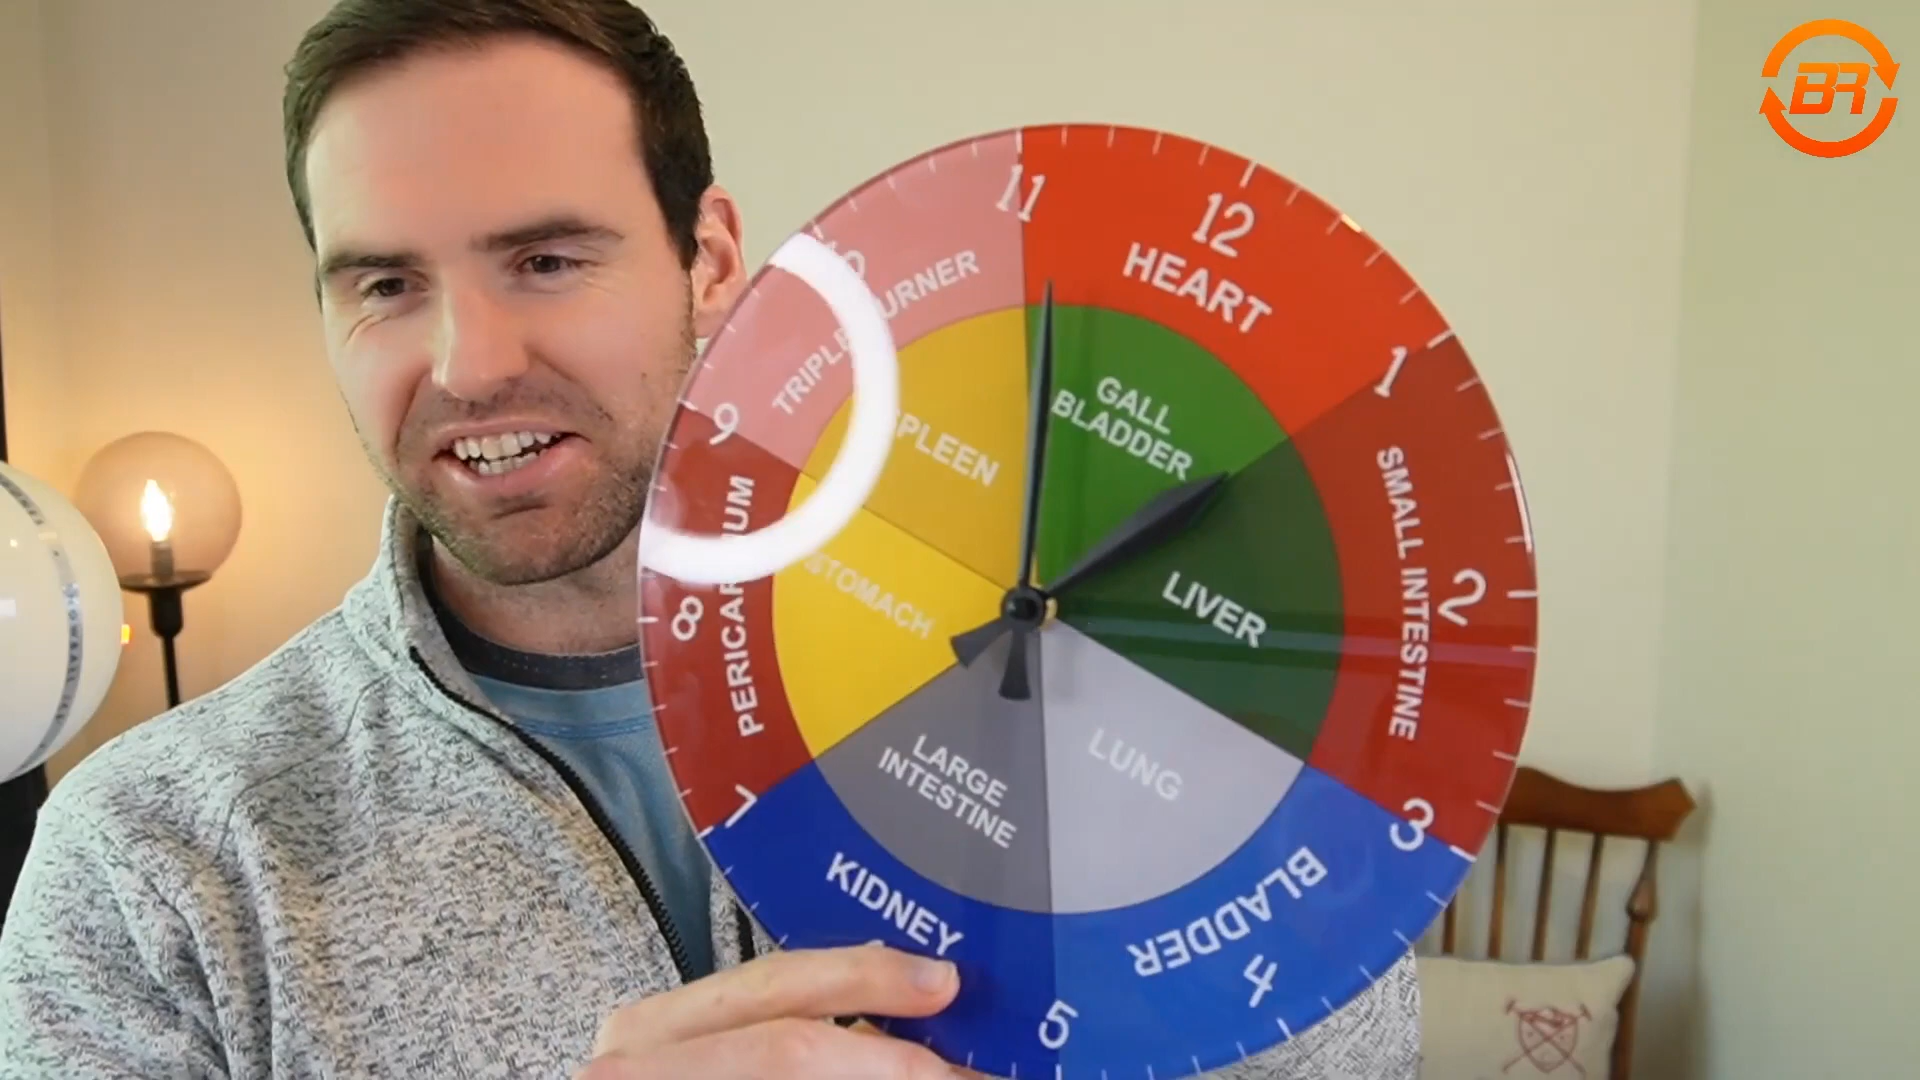 BR
11
12
HEART
1
10
TRIPLE BURNER
9
GALL
BLADDER
SPLEEN
SMALL INTESTINE
2
LIVER
STOMACH
8
PERICARDIUM
LARGE
INTESTINE
LUNG
7
3
KIDNEY
BLADDER
4
5